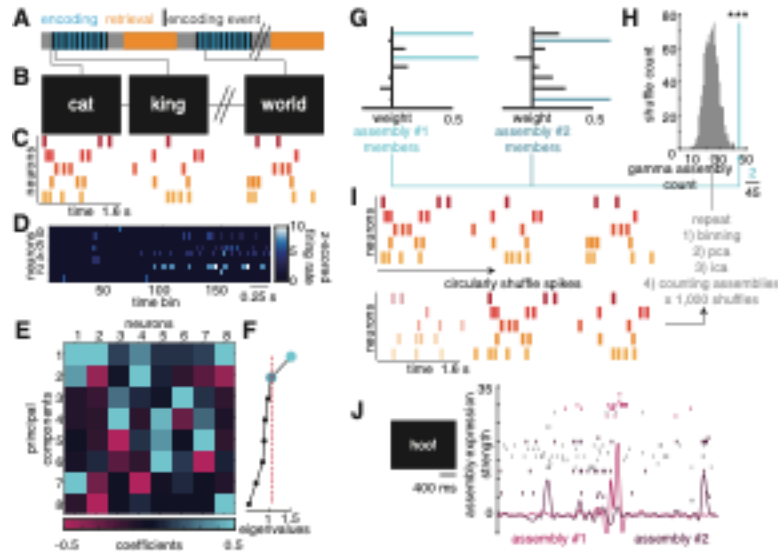 A
encoding retrieval encoding event
B
cat king world
C
neurons
time 1.6 s
D
neurons
10
5
0
z-scored
firing rate
50 100 150
time bin
0.25 s
E
neurons
1 2 3 4 5 6 7 8
principal
components
1
2
3
4
5
6
7
8
-0.5 coefficients 0.5
F
1 1.5
eigenvalues
G
weight 0.5 weight 0.5
assembly #1
members
assembly #2
members
H
***
shuffle count
80
60
40
20
0
10 30 50
gamma assembly
count
2
45
I
neurons
circularly shuffle spikes
neurons
time 1.6 s
repeat
1) binning
2) pca
3) ica
4) counting assemblies
x 1,000 shuffles
J
hoof
400 ms
assembly expression
strength
35
0
assembly #1 assembly #2